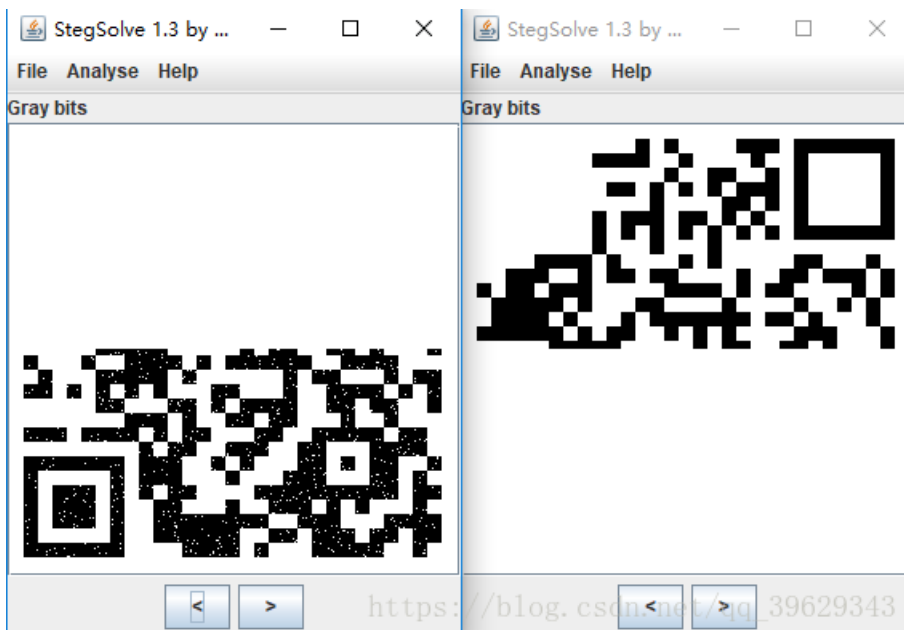 StegSolve 1.3 by ...
File Analyse Help
Gray bits
<
>
StegSolve 1.3 by ...
File Analyse Help
Gray bits
<
>
https://blog.csdn.net/qq_39629343